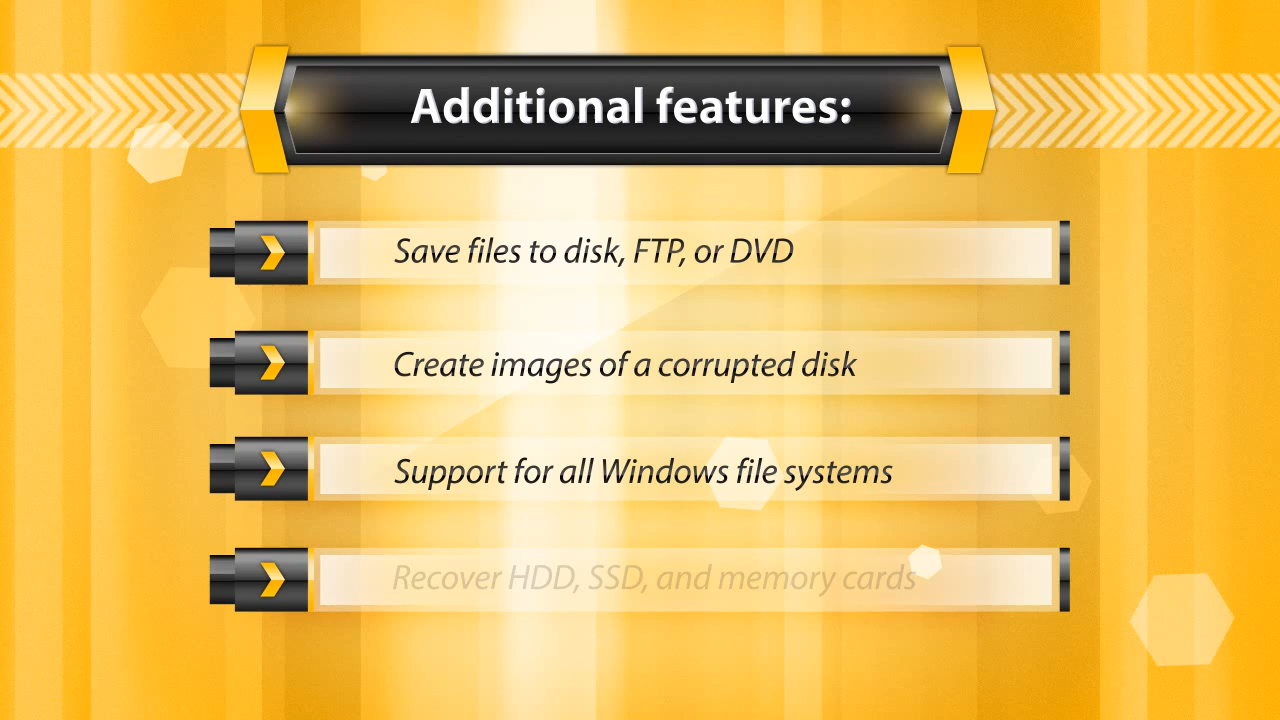 Additional features:
Save files to disk, FTP, or DVD
Create images of a corrupted disk
Support for all Windows file systems
Recover HDD, SSD, and memory cards